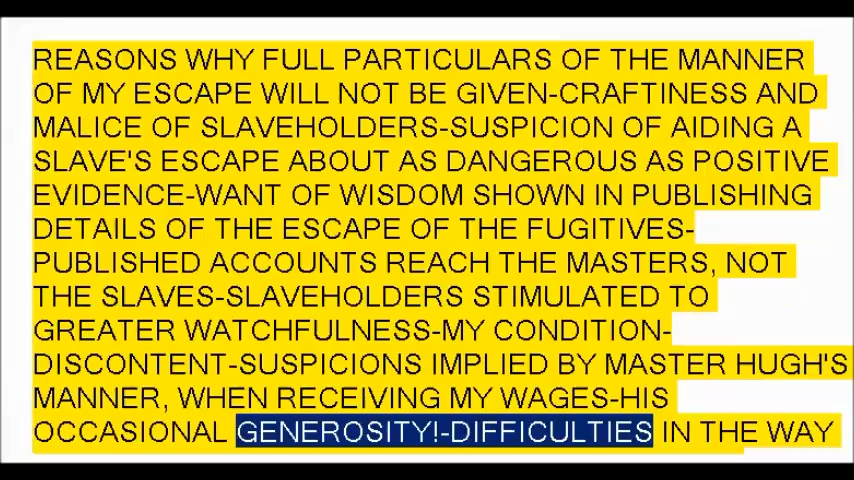 REASONS WHY FULL PARTICULARS OF THE MANNER
OF MY ESCAPE WILL NOT BE GIVEN-CRAFTINESS AND
MALICE OF SLAVEHOLDERS-SUSPICION OF AIDING A
SLAVE'S ESCAPE ABOUT AS DANGEROUS AS POSITIVE
EVIDENCE-WANT OF WISDOM SHOWN IN PUBLISHING
DETAILS OF THE ESCAPE OF THE FUGITIVES-
PUBLISHED ACCOUNTS REACH THE MASTERS, NOT
THE SLAVES-SLAVEHOLDERS STIMULATED TO
GREATER WATCHFULNESS-MY CONDITION-
DISCONTENT-SUSPICIONS IMPLIED BY MASTER HUGH'S
MANNER, WHEN RECEIVING MY WAGES-HIS
OCCASIONAL GENEROSITY!-DIFFICULTIES IN THE WAY